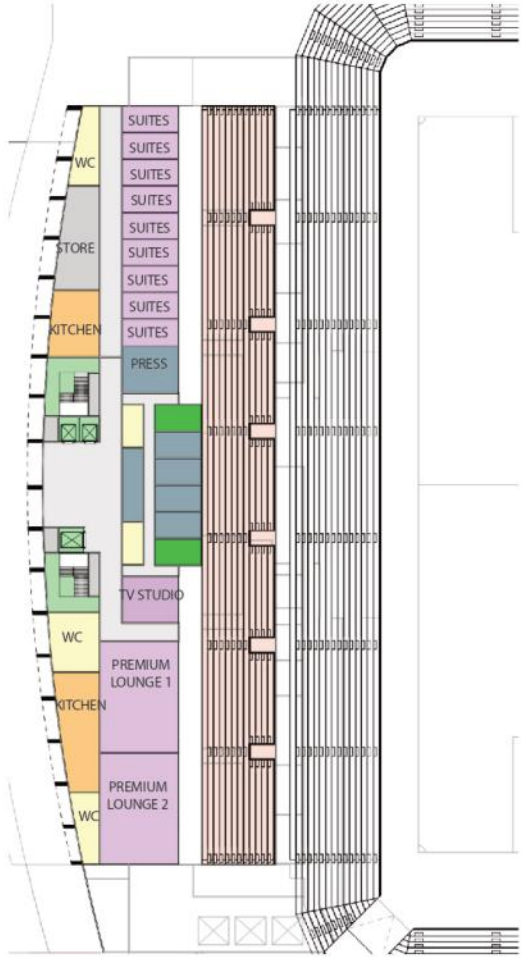 SUITES
SUITES
WC
SUITES
SUITES
SUITES
STORE
SUITES
SUITES
SUITES
KITCHEN
SUITES
PRESS
TV STUDIO
WC
PREMIUM
LOUNGE 1
KITCHEN
PREMIUM
LOUNGE 2
WC